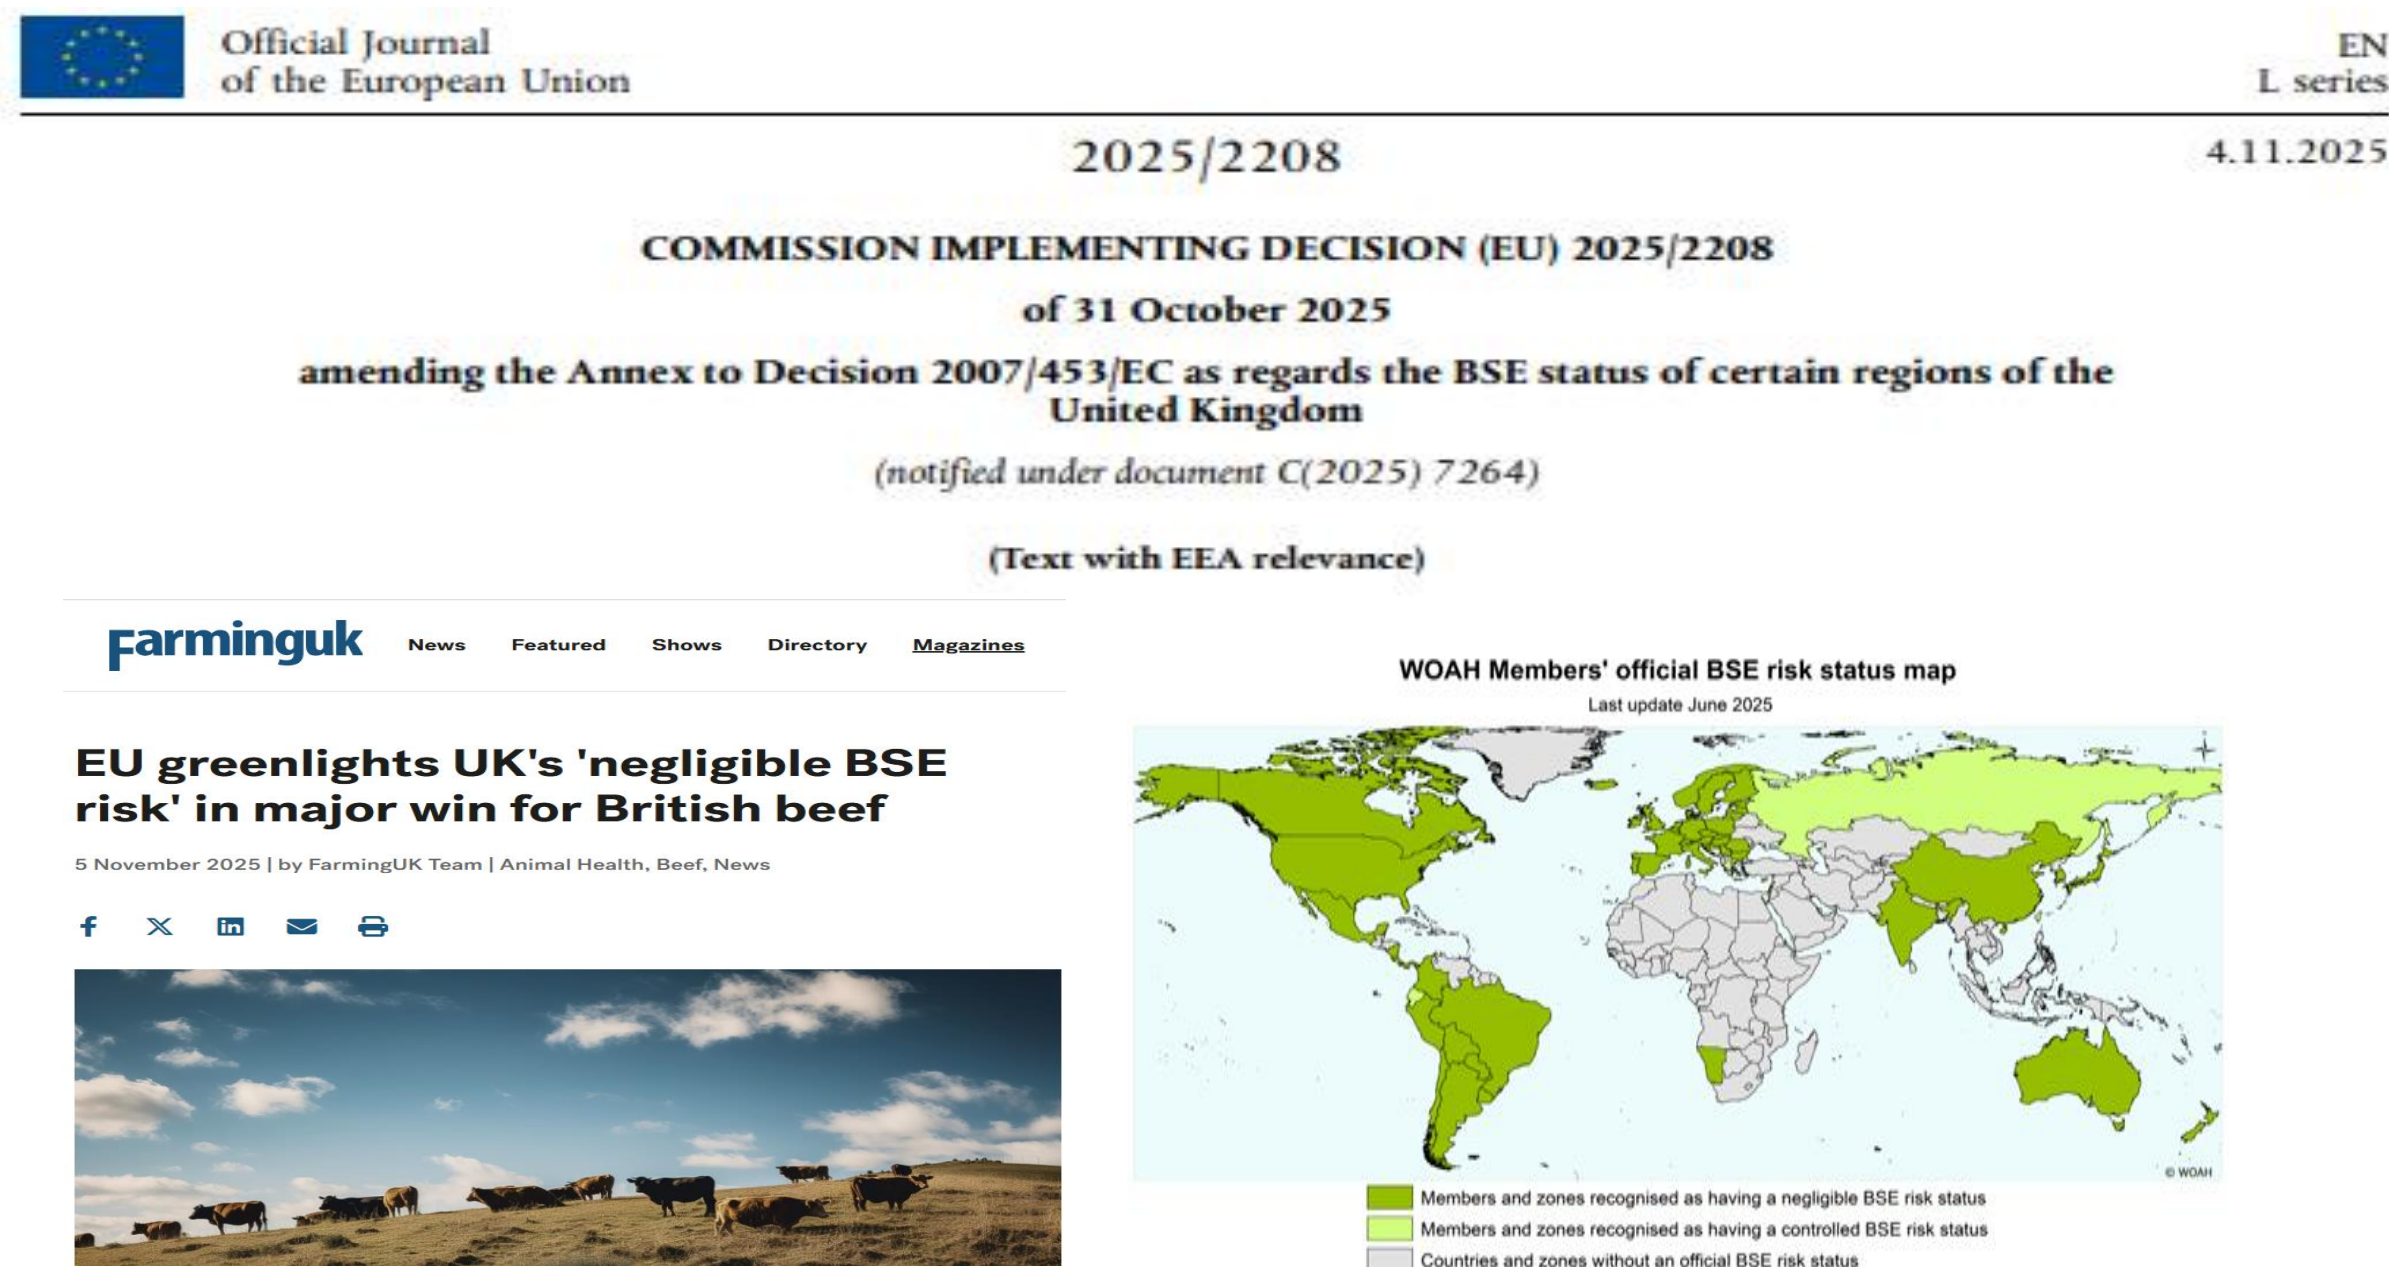 Official Journal
of the European Union
EN
L series
2025/2208
4.11.2025
COMMISSION IMPLEMENTING DECISION (EU) 2025/2208
of 31 October 2025
amending the Annex to Decision 2007/453/EC as regards the BSE status of certain regions of the
United Kingdom
(notified under document C(2025) 7264)
(Text with EEA relevance)
Farminguk
News Featured Shows Directory Magazines
EU greenlights UK's 'negligible BSE
risk' in major win for British beef
5 November 2025 | by FarmingUK Team | Animal Health, Beef, News
WOAH Members' official BSE risk status map
Last update June 2025
© WOAH
Members and zones recognised as having a negligible BSE risk status
Members and zones recognised as having a controlled BSE risk status
Countries and zones without an official BSE risk status